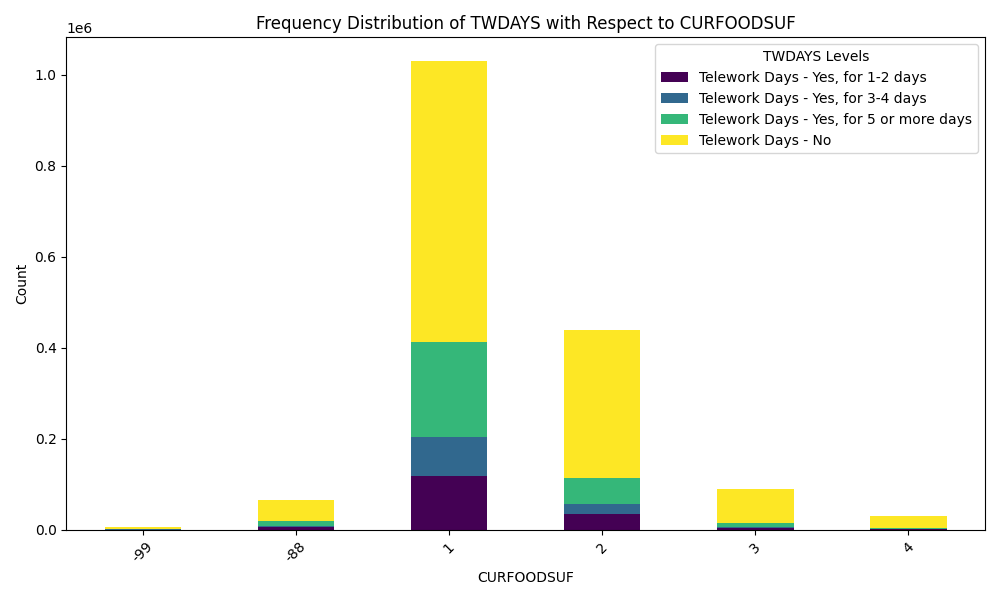 Frequency Distribution of TWDAYS with Respect to CURFOODSUF
1e6
TWDAYS Levels
Telework Days - Yes, for 1-2 days
Telework Days - Yes, for 3-4 days
Telework Days - Yes, for 5 or more days
Telework Days - No
1.0
0.8
0.6
0.4
0.2
0.0
Count
-99
-88
1
2
3
4
CURFOODSUF